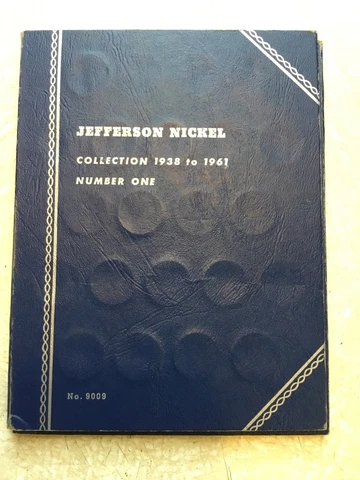 JEFFERSON NICKEL
COLLECTION 1938 to 1961
NUMBER ONE
No. 9009